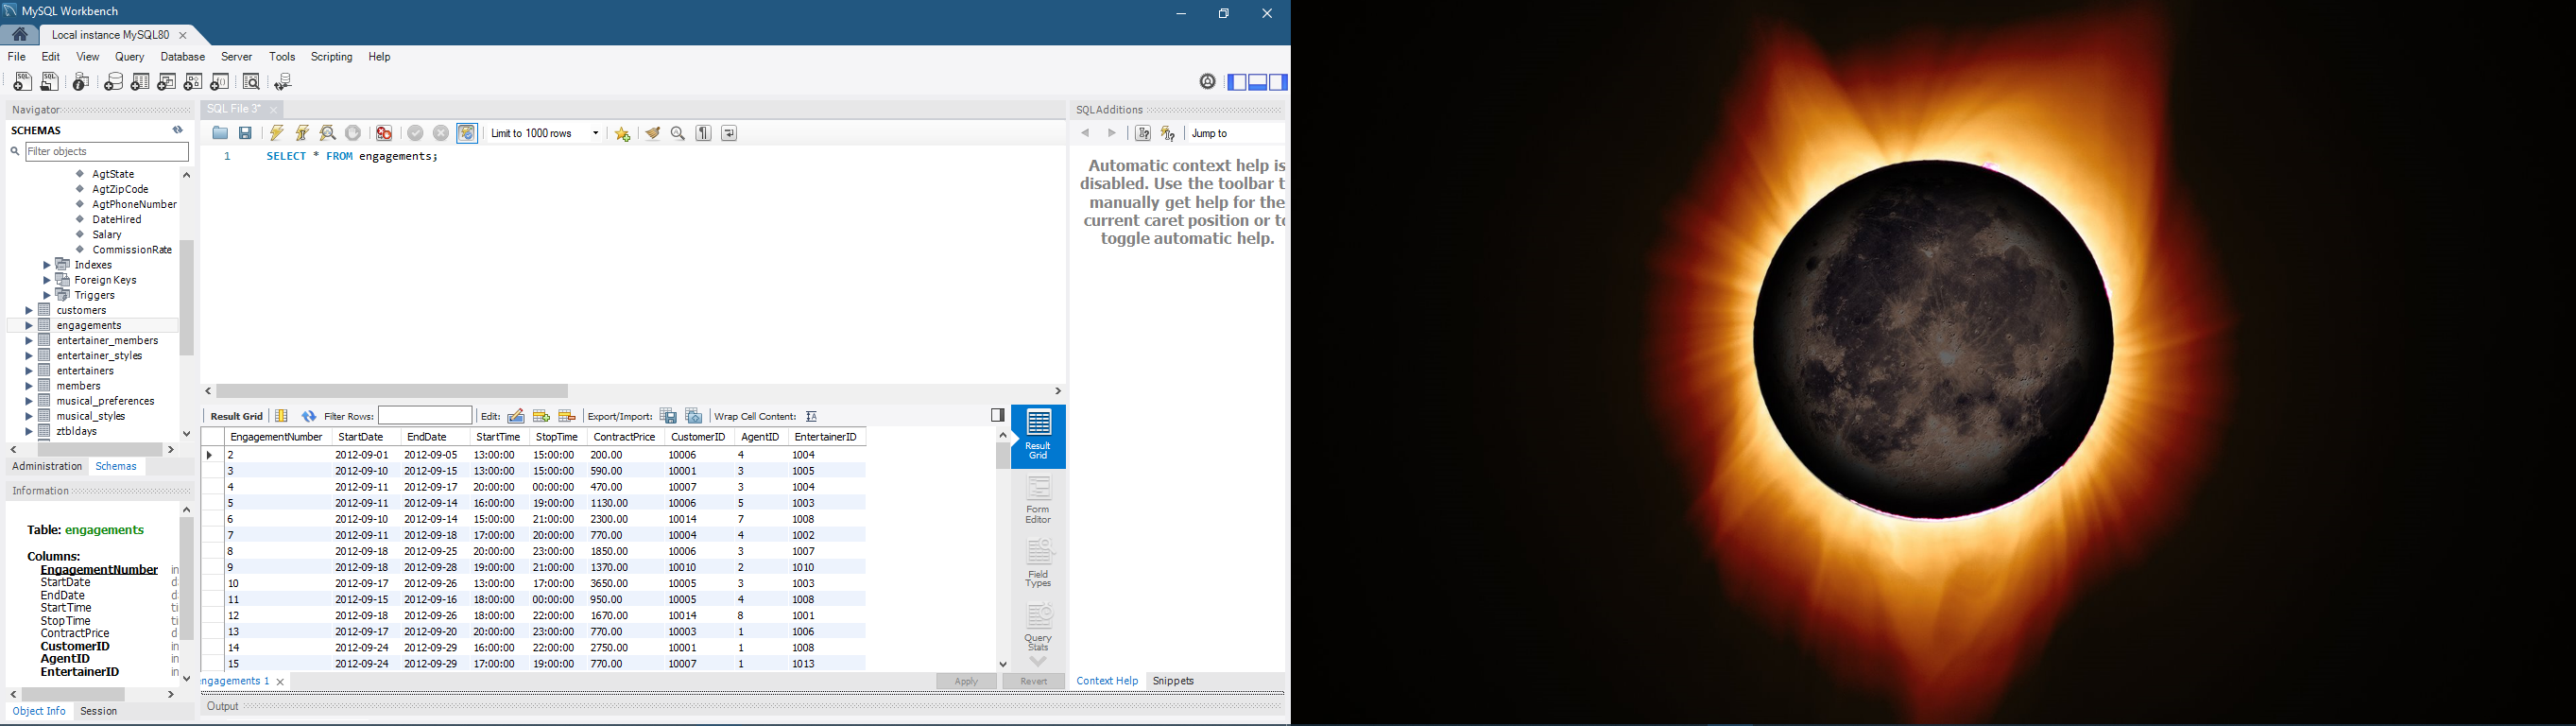 MySQL Workbench
Local instance MySQL80
File Edit View Query Database Server Tools Scripting Help
Navigator
SCHEMAS
Filter objects
AgtState
AgtZipCode
AgtPhoneNumber
DateHired
Salary
CommissionRate
Indexes
Foreign Keys
Triggers
customers
engagements
entertainer_members
entertainer_styles
entertainers
members
musical_preferences
musical_styles
ztbldays
Administration Schemas
Information
Table: engagements
Columns:
EngagementNumber in
StartDate d
EndDate d
StartTime ti
StopTime ti
ContractPrice d
CustomerID in
AgentID in
EntertainerID in
Object Info Session
SQL File 3*
Limit to 1000 rows
1 SELECT * FROM engagements;
Result Grid Filter Rows: Edit: Export/Import: Wrap Cell Content:
EngagementNumber StartDate EndDate StartTime StopTime ContractPrice CustomerID AgentID EntertainerID
2 2012-09-01 2012-09-05 13:00:00 15:00:00 200.00 10006 4 1004
3 2012-09-10 2012-09-15 13:00:00 15:00:00 590.00 10001 3 1005
4 2012-09-11 2012-09-17 20:00:00 00:00:00 470.00 10007 3 1004
5 2012-09-11 2012-09-14 16:00:00 19:00:00 1130.00 10006 5 1003
6 2012-09-10 2012-09-14 15:00:00 21:00:00 2300.00 10014 7 1008
7 2012-09-11 2012-09-18 17:00:00 20:00:00 770.00 10004 4 1002
8 2012-09-18 2012-09-25 20:00:00 23:00:00 1850.00 10006 3 1007
9 2012-09-18 2012-09-28 19:00:00 21:00:00 1370.00 10010 2 1010
10 2012-09-17 2012-09-26 13:00:00 17:00:00 3650.00 10005 3 1003
11 2012-09-15 2012-09-16 18:00:00 00:00:00 950.00 10005 4 1008
12 2012-09-18 2012-09-26 18:00:00 22:00:00 1670.00 10014 8 1001
13 2012-09-17 2012-09-20 20:00:00 23:00:00 770.00 10003 1 1006
14 2012-09-24 2012-09-29 16:00:00 22:00:00 2750.00 10001 1 1008
15 2012-09-24 2012-09-29 17:00:00 19:00:00 770.00 10007 1 1013
Result
Grid
Form
Editor
Field
Types
Query
Stats
ngagements 1
Apply Revert
Output
SQLAdditions
Jump to
Automatic context help is
disabled. Use the toolbar t
manually get help for the
current caret position or to
toggle automatic help.
Context Help Snippets